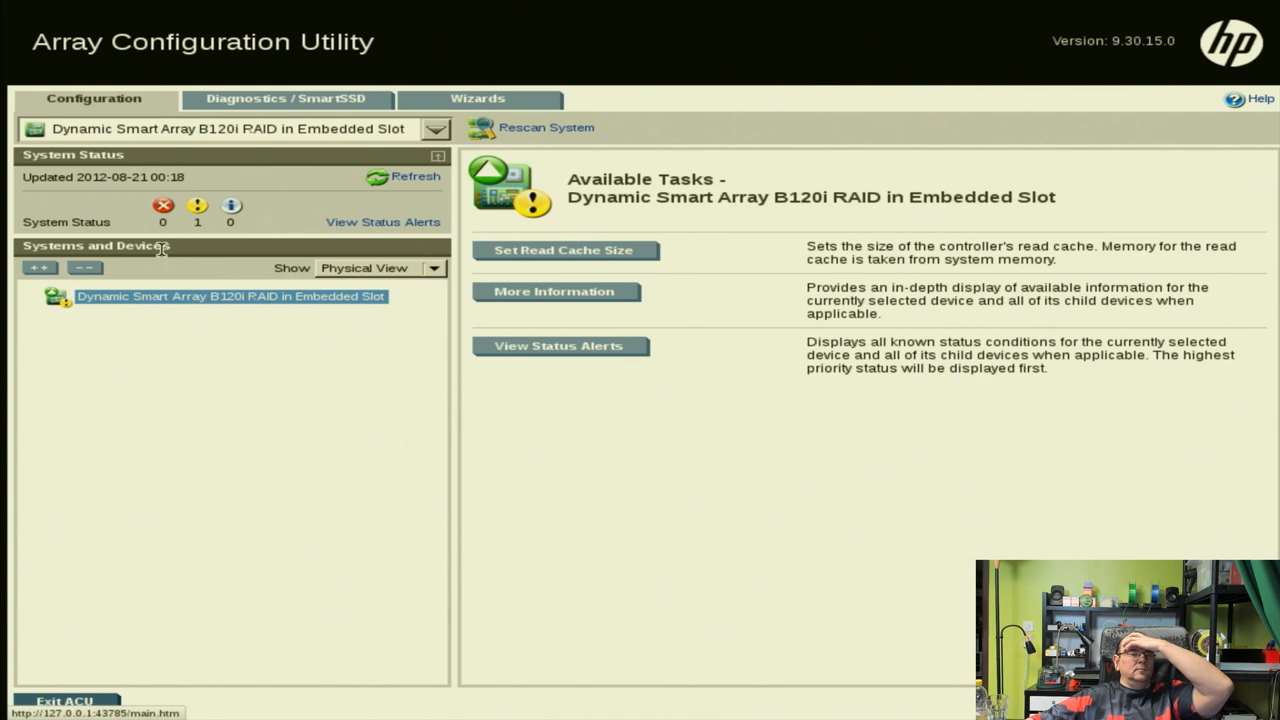 Array Configuration Utility
Version: 9.30.15.0
hp
Configuration
Diagnostics / SmartSSD
Wizards
Help
Dynamic Smart Array B120i RAID in Embedded Slot
Rescan System
System Status
Updated 2012-08-21 00:18
Refresh
System Status 0 1 0
View Status Alerts
Systems and Devices
++ -- Show Physical View
Dynamic Smart Array B120i RAID in Embedded Slot
Available Tasks -
Dynamic Smart Array B120i RAID in Embedded Slot
Set Read Cache Size
Sets the size of the controller's read cache. Memory for the read
cache is taken from system memory.
More Information
Provides an in-depth display of available information for the
currently selected device and all of its child devices when
applicable.
View Status Alerts
Displays all known status conditions for the currently selected
device and all of its child devices when applicable. The highest
priority status will be displayed first.
Exit ACU
http://127.0.0.1:43785/main.htm